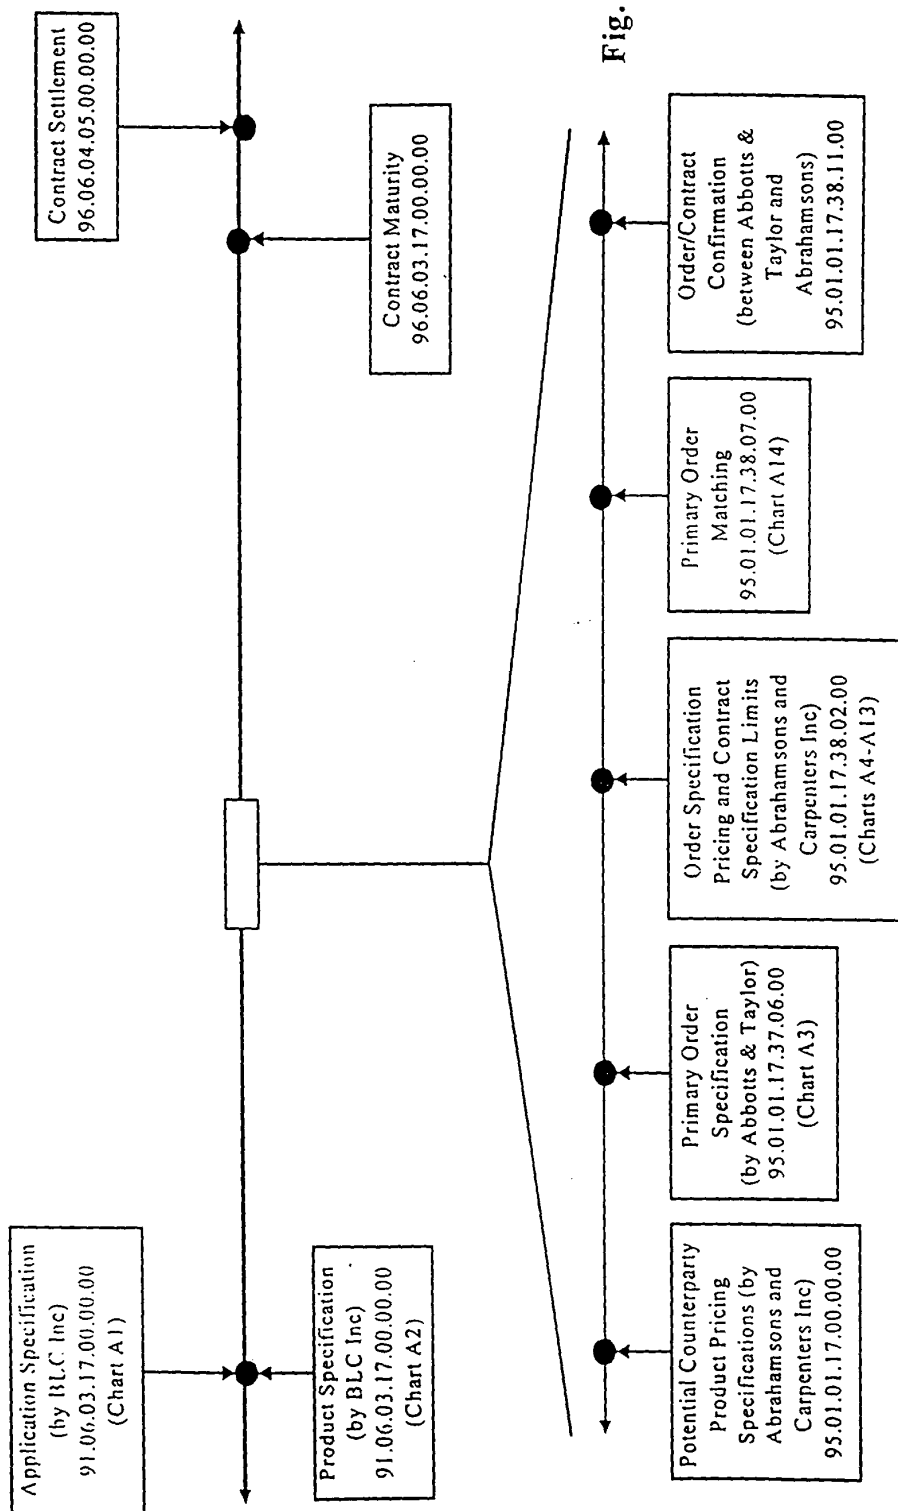 Application Specification
(by BLC Inc)
91.06.03.17.00.00.00
(Chart A1)
Product Specification
(by BLC Inc)
91.06.03.17.00.00.00
(Chart A2)
Contract Settlement
96.06.04.05.00.00.00
Contract Maturity
96.06.03.17.00.00.00
Potential Counterparty
Product Pricing
Specifications (by
Abrahamsons and
Carpenters Inc)
95.01.01.17.00.00.00
Primary Order
Specification
(by Abbotts & Taylor)
95.01.01.17.37.06.00
(Chart A3)
Order Specification
Pricing and Contract
Specification Limits
(by Abrahamsons and
Carpenters Inc)
95.01.01.17.38.02.00
(Charts A4-A13)
Primary Order
Matching
95.01.01.17.38.07.00
(Chart A14)
Order/Contract
Confirmation
(between Abbotts &
Taylor and
Abrahamsons)
95.01.01.17.38.11.00
Fig.